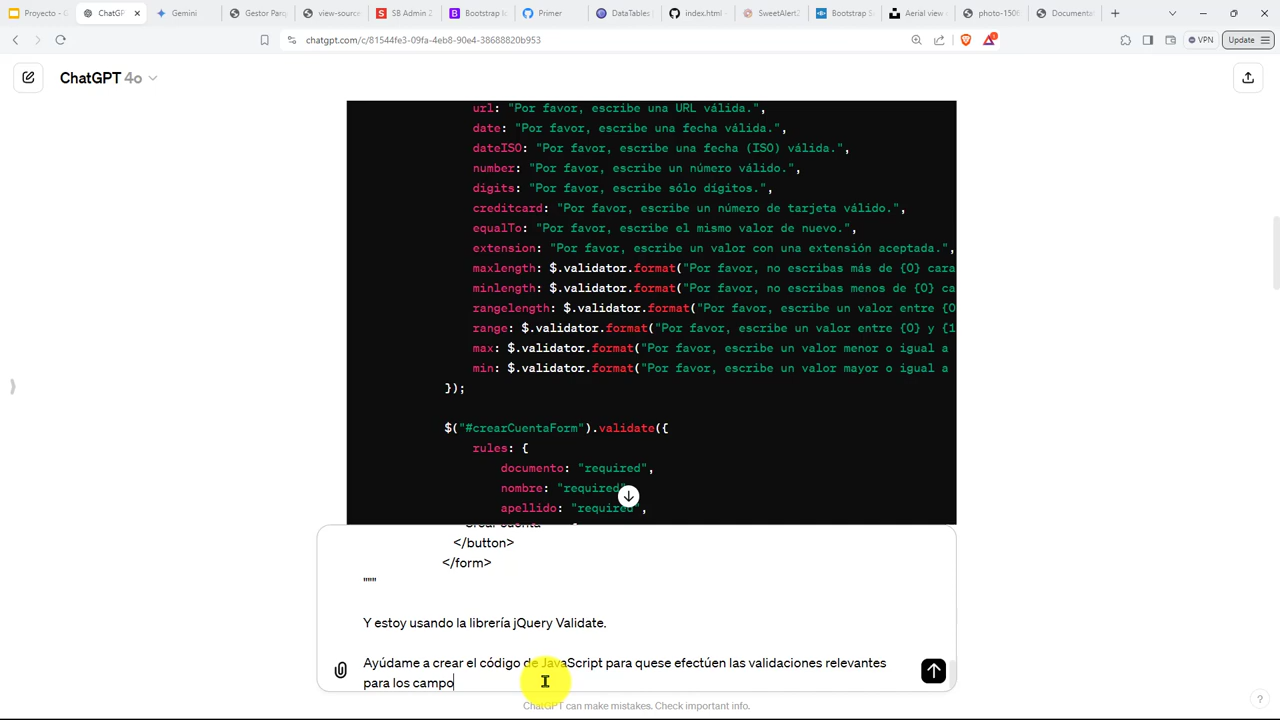 Proyecto - G
ChatGP
Gemini
Gestor Parq
view-source
SB Admin 2
Bootstrap Ic
Primer
DataTables
index.html -
SweetAlert2
Bootstrap S
Aerial view
photo-1506
Documenta
chatgpt.com/c/81544fe3-09fa-4eb8-90e4-38688820b953
VPN
Update
ChatGPT 4o
url: "Por favor, escribe una URL válida.",
date: "Por favor, escribe una fecha válida.",
dateISO: "Por favor, escribe una fecha (ISO) válida.",
number: "Por favor, escribe un número válido.",
digits: "Por favor, escribe sólo dígitos.",
creditcard: "Por favor, escribe un número de tarjeta válido.",
equalTo: "Por favor, escribe el mismo valor de nuevo.",
extension: "Por favor, escribe un valor con una extensión aceptada.",
maxlength: $.validator.format("Por favor, no escribas más de {0} cara
minlength: $.validator.format("Por favor, no escribas menos de {0} ca
rangelength: $.validator.format("Por favor, escribe un valor entre {0
range: $.validator.format("Por favor, escribe un valor entre {0} y {1
max: $.validator.format("Por favor, escribe un valor menor o igual a
min: $.validator.format("Por favor, escribe un valor mayor o igual a
});
$("#crearCuentaForm").validate({
rules: {
documento: "required",
nombre: "required",
apellido: "required",
Crear cuenta
</button>
</form>
"""
Y estoy usando la librería jQuery Validate.
Ayúdame a crear el código de JavaScript para quese efectúen las validaciones relevantes
para los campo
ChatGPT can make mistakes. Check important info.
?